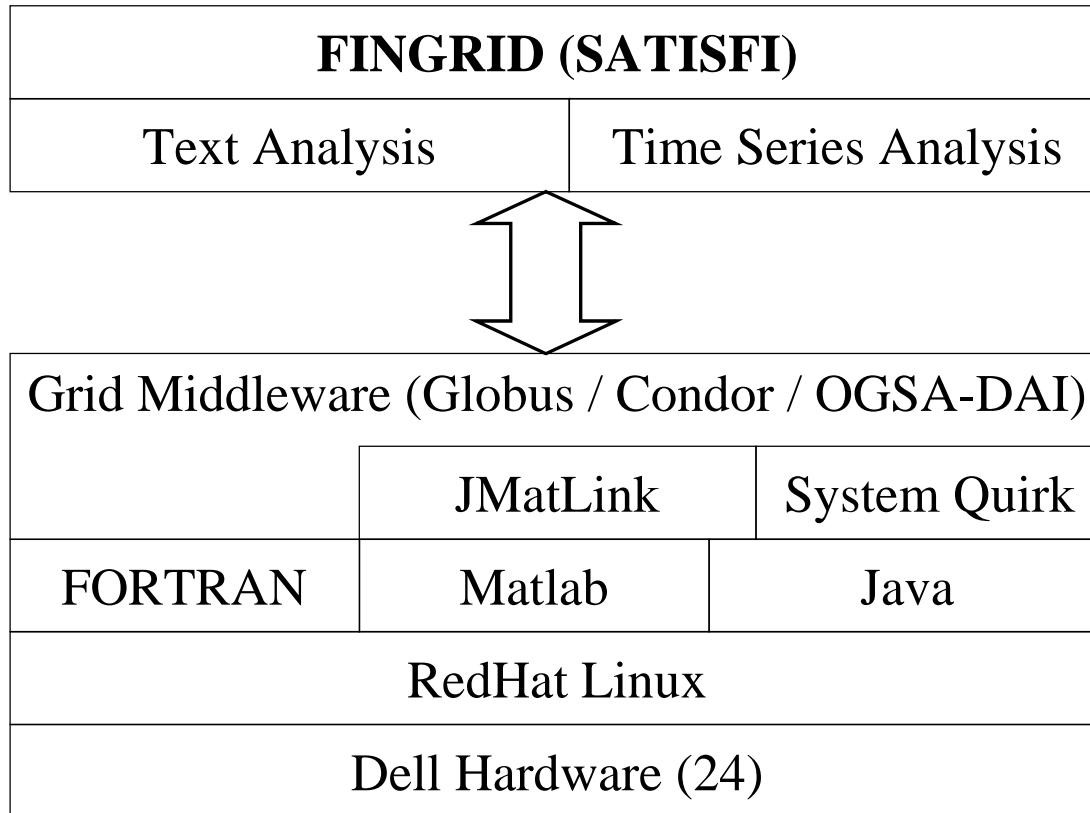 FINGRID (SATISFI)
Text Analysis
Time Series Analysis
Grid Middleware (Globus / Condor / OGSA-DAI)
JMatLink
System Quirk
FORTRAN
Matlab
Java
RedHat Linux
Dell Hardware (24)